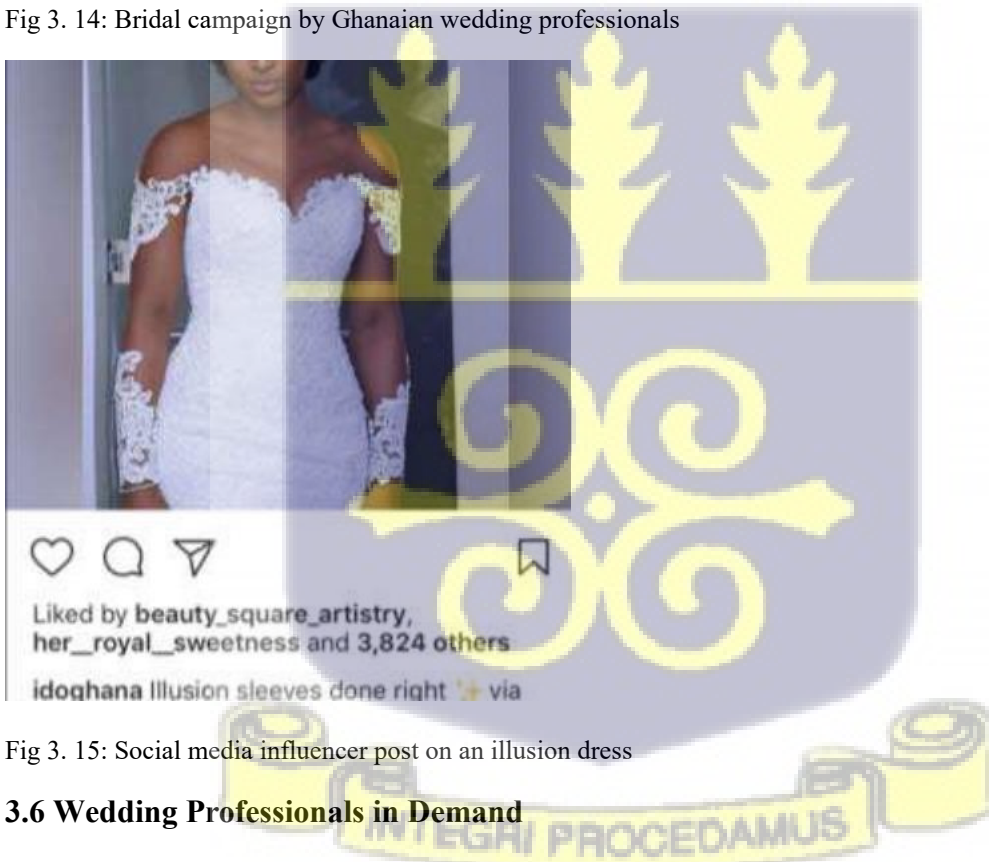 Fig 3. 14: Bridal campaign by Ghanaian wedding professionals
Liked by beauty_square_artistry,
her__royal__sweetness and 3,824 others
idoghana Illusion sleeves done right ✨ via
Fig 3. 15: Social media influencer post on an illusion dress
3.6 Wedding Professionals in Demand
INTEGRI PROCEDAMUS